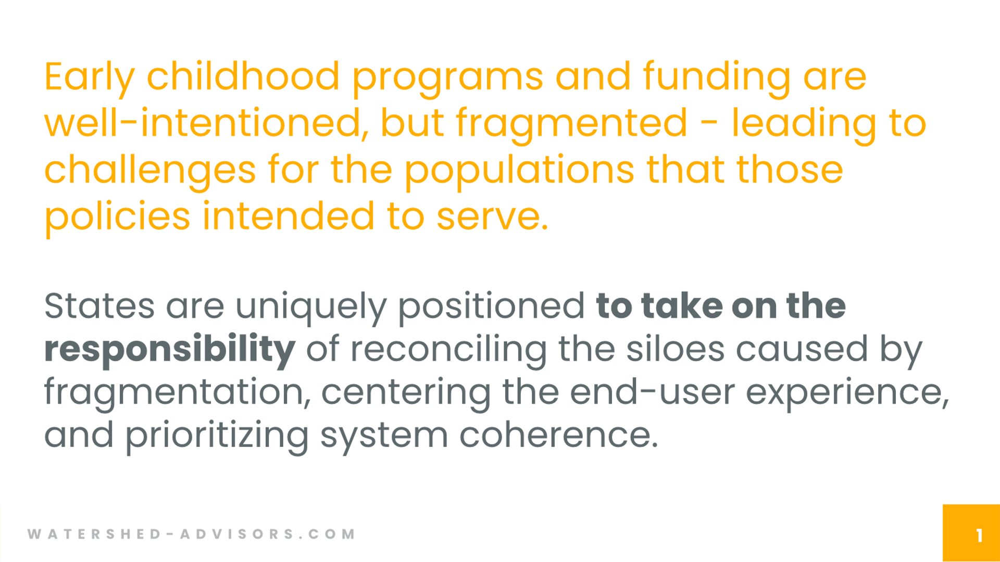 Early childhood programs and funding are
well-intentioned, but fragmented - leading to
challenges for the populations that those
policies intended to serve.
States are uniquely positioned to take on the
responsibility of reconciling the siloes caused by
fragmentation, centering the end-user experience,
and prioritizing system coherence.
WATERSHED-ADVISORS.COM
1